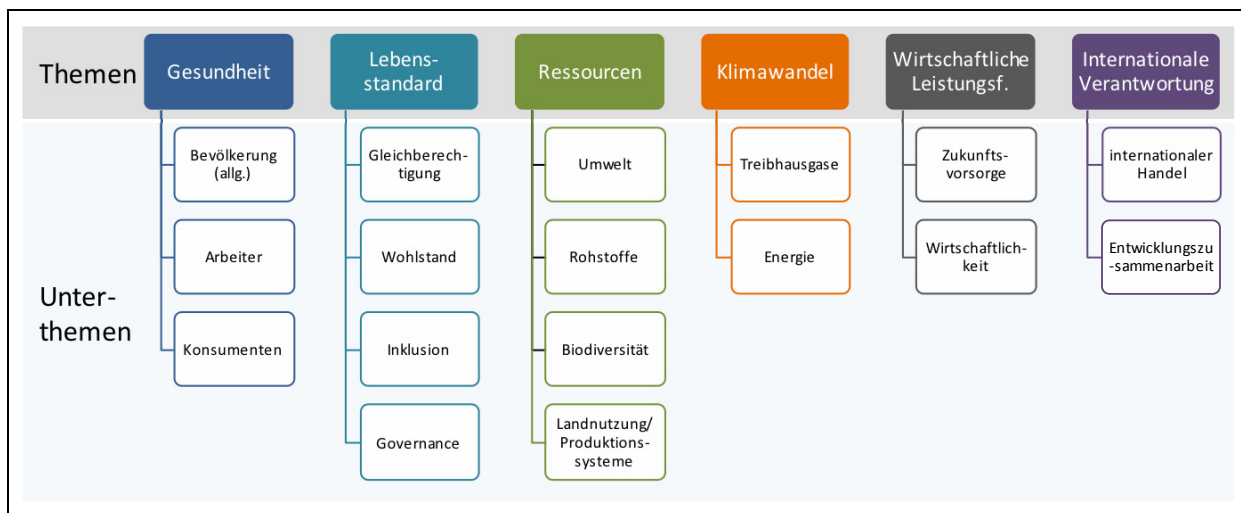 Themen
Gesundheit
Lebens-
standard
Ressourcen
Klimawandel
Wirtschaftliche
Leistungsf.
Internationale
Verantwortung
Unter-
themen
Bevölkerung
(allg.)
Arbeiter
Konsumenten
Gleichberech-
tigung
Wohlstand
Inklusion
Governance
Umwelt
Rohstoffe
Biodiversität
Landnutzung/
Produktions-
systeme
Treibhausgase
Energie
Zukunfts-
vorsorge
Wirtschaftlich-
keit
internationaler
Handel
Entwicklungszu
-sammenarbeit